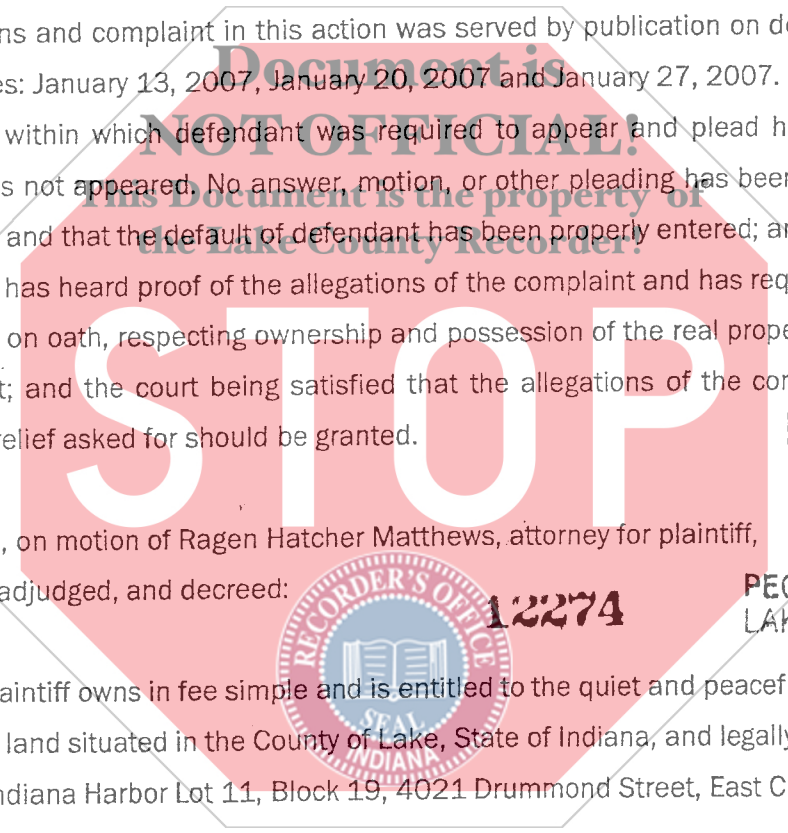 ns and complaint in this action was served by publication on de
es: January 13, 2007, January 20, 2007 and January 27, 2007.
within which defendant was required to appear and plead h
s not appeared. No answer, motion, or other pleading has been
and that the default of defendant has been properly entered; an
has heard proof of the allegations of the complaint and has req
on oath, respecting ownership and possession of the real prope
t; and the court being satisfied that the allegations of the con
relief asked for should be granted.
, on motion of Ragen Hatcher Matthews, attorney for plaintiff,
adjudged, and decreed:
12274
PEG
LAK
aintiff owns in fee simple and is entitled to the quiet and peacef
land situated in the County of Lake, State of Indiana, and legally
ndiana Harbor Lot 11, Block 19, 4021 Drummond Street, East C
Document is
NOT OFFICIAL!
This Document is the property of
the Lake County Recorder!
STOP
RECORDER'S OFFICE
SEAL
INDIANA